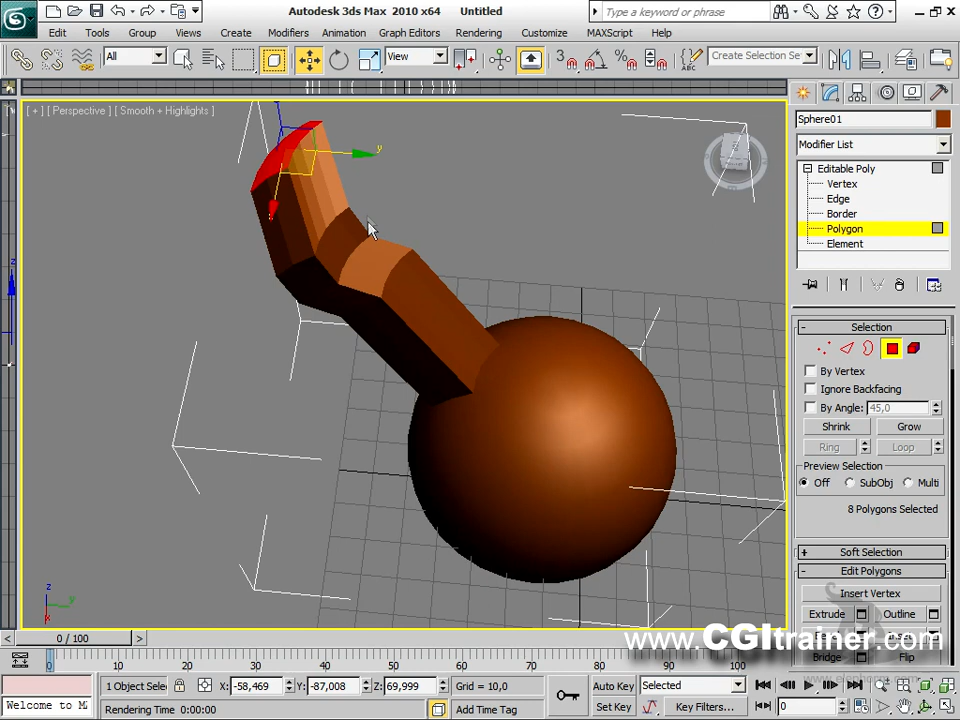 Autodesk 3ds Max 2010 x64 Untitled
Type a keyword or phrase
Edit Tools Group Views Create Modifiers Animation Graph Editors Rendering Customize MAXScript Help
All
View
3
ABC
Create Selection Se
[ + ] [ Perspective ] [ Smooth + Highlights ]
Sphere01
Modifier List
Editable Poly
Vertex
Edge
Border
Polygon
Element
y
z
Selection
By Vertex
Ignore Backfacing
By Angle: 45,0
Shrink Grow
Ring Loop
Preview Selection
Off SubObj Multi
8 Polygons Selected
Soft Selection
Edit Polygons
Insert Vertex
Extrude Outline
Bridge Flip
z
y
x
www.CGItrainer.com
0 / 100
0 10 20 30 40 50 60 70 80 90 100
1 Object Selec X: -58,469 Y: -87,008 Z: 69,999 Grid = 10,0
Auto Key Selected
Welcome to M
Rendering Time 0:00:00
Add Time Tag
Set Key Key Filters...
0